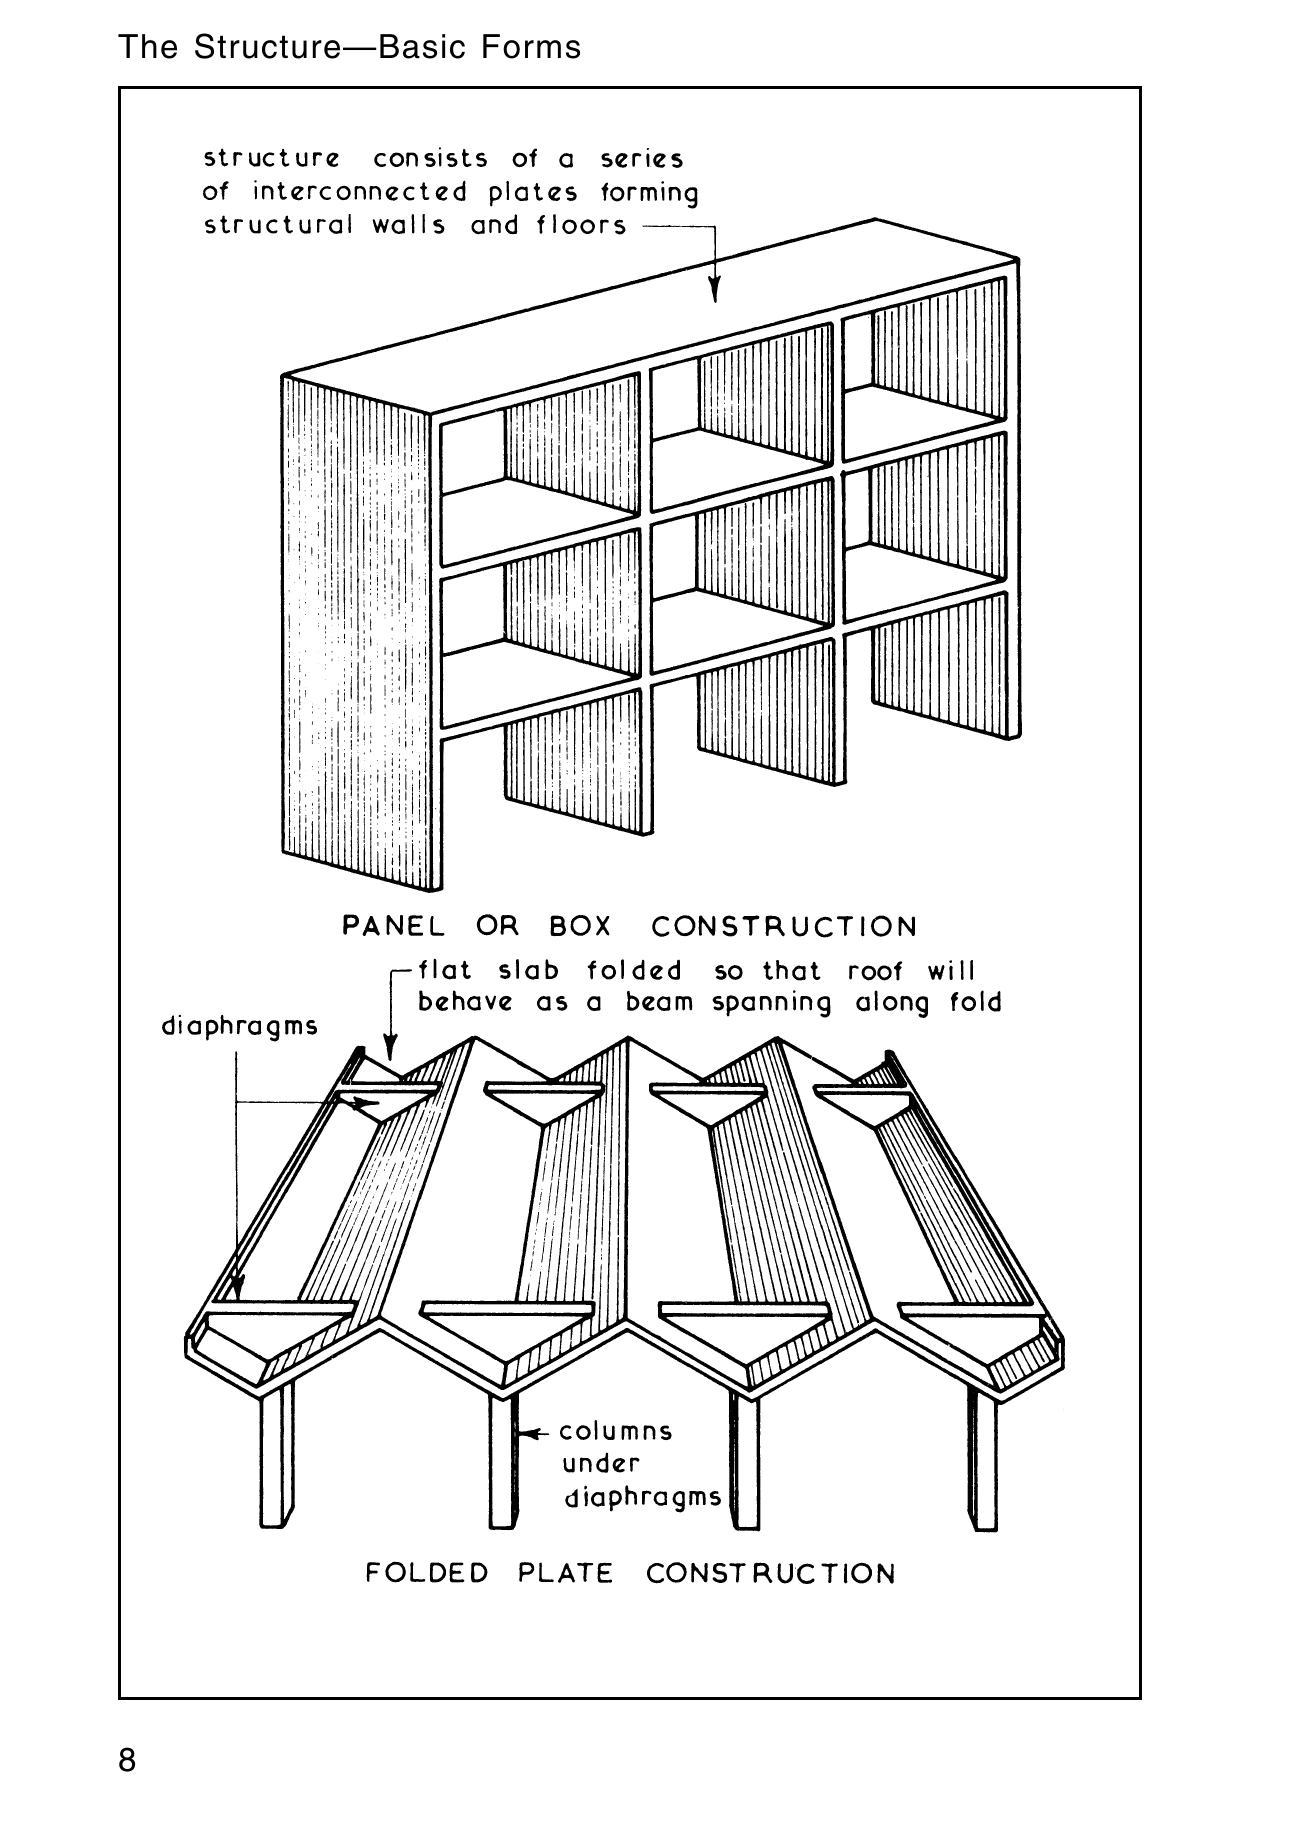 The Structure—Basic Forms
structure consists of a series
of interconnected plates forming
structural walls and floors
PANEL OR BOX CONSTRUCTION
flat slab folded so that roof will
behave as a beam spanning along fold
diaphragms
columns
under
diaphragms
FOLDED PLATE CONSTRUCTION
8